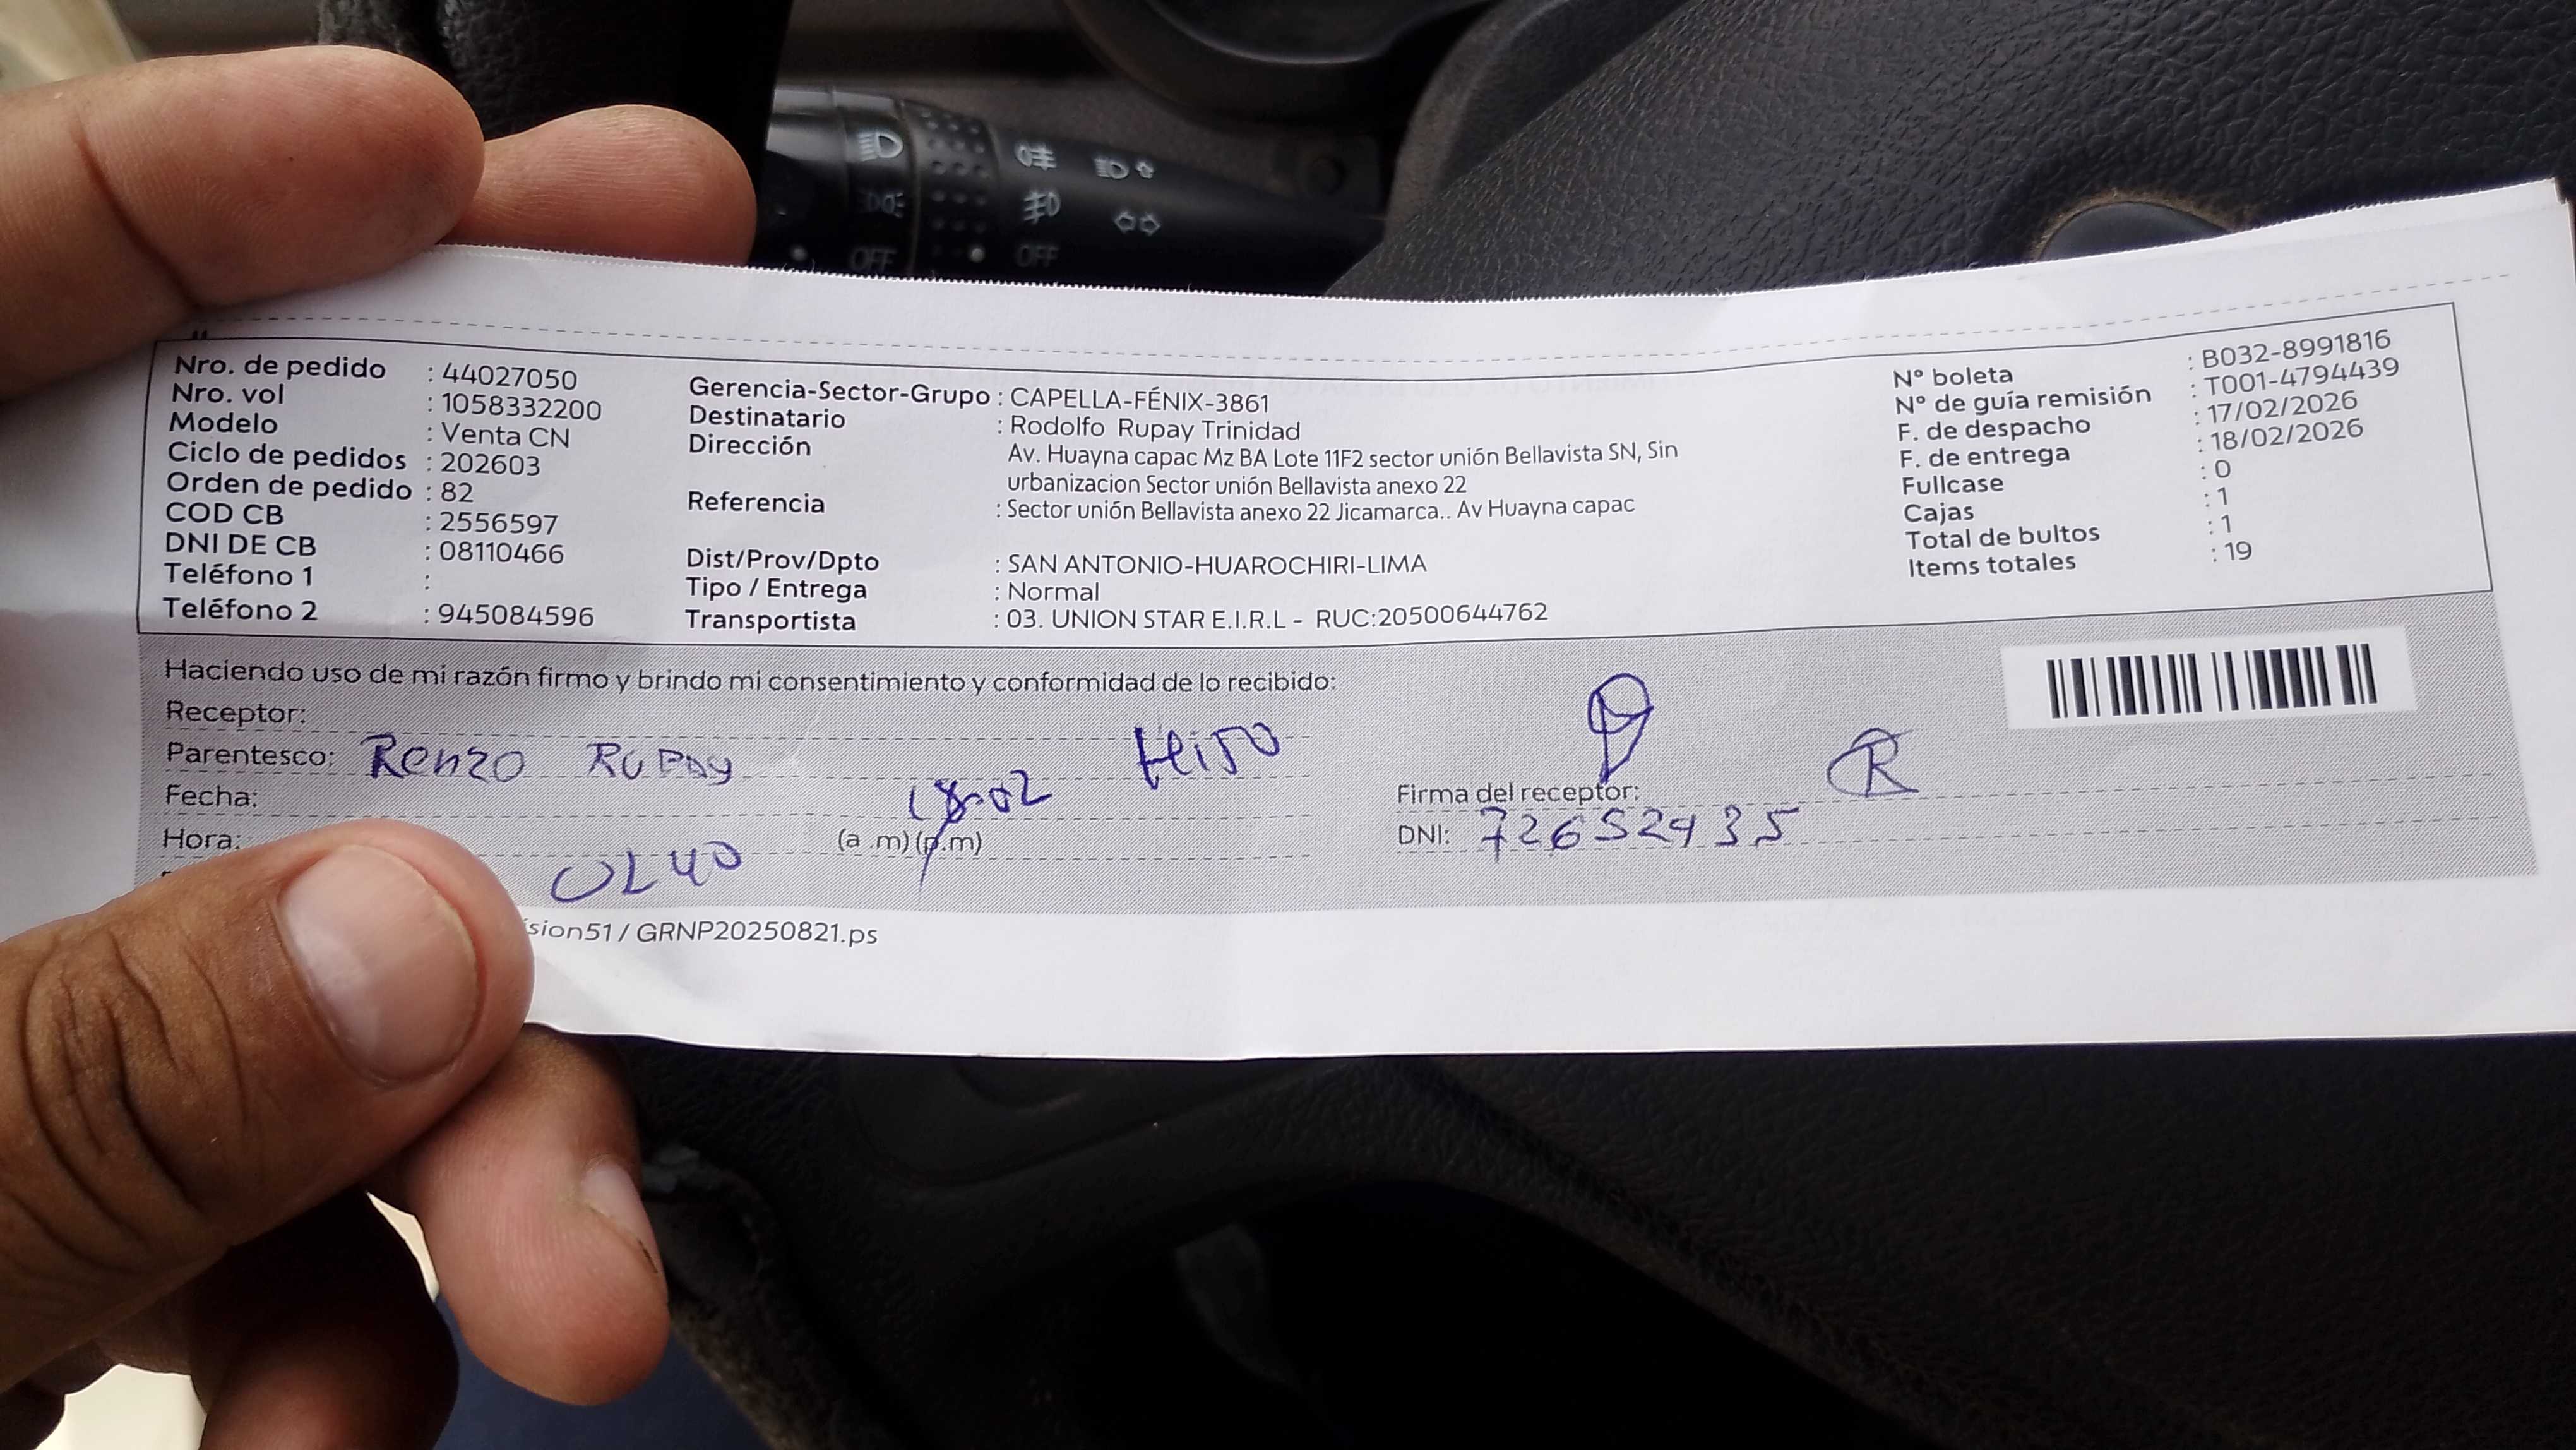 Nro. de pedido : 44027050
Nro. vol : 1058332200
Modelo : Venta CN
Ciclo de pedidos : 202603
Orden de pedido : 82
COD CB : 2556597
DNI DE CB : 08110466
Teléfono 1 :
Teléfono 2 : 945084596
Gerencia-Sector-Grupo : CAPELLA-FÉNIX-3861
Destinatario : Rodolfo Rupay Trinidad
Dirección Av. Huayna capac Mz BA Lote 11F2 sector unión Bellavista SN, Sin
urbanizacion Sector unión Bellavista anexo 22
Referencia : Sector unión Bellavista anexo 22 Jicamarca.. Av Huayna capac
Dist/Prov/Dpto : SAN ANTONIO-HUAROCHIRI-LIMA
Tipo / Entrega : Normal
Transportista : 03. UNION STAR E.I.R.L - RUC:20500644762
N° boleta : B032-8991816
N° de guía remisión : T001-4794439
F. de despacho : 17/02/2026
F. de entrega : 18/02/2026
Fullcase : 0
Cajas : 1
Total de bultos : 1
Items totales : 19
Haciendo uso de mi razón firmo y brindo mi consentimiento y conformidad de lo recibido:
Receptor:
Parentesco: Renzo Rupay
Fecha: 18-02
Hora: (a .m) (p.m)
Firma del receptor:
DNI: 72652435
sion51 / GRNP20250821.ps
OFF OFF